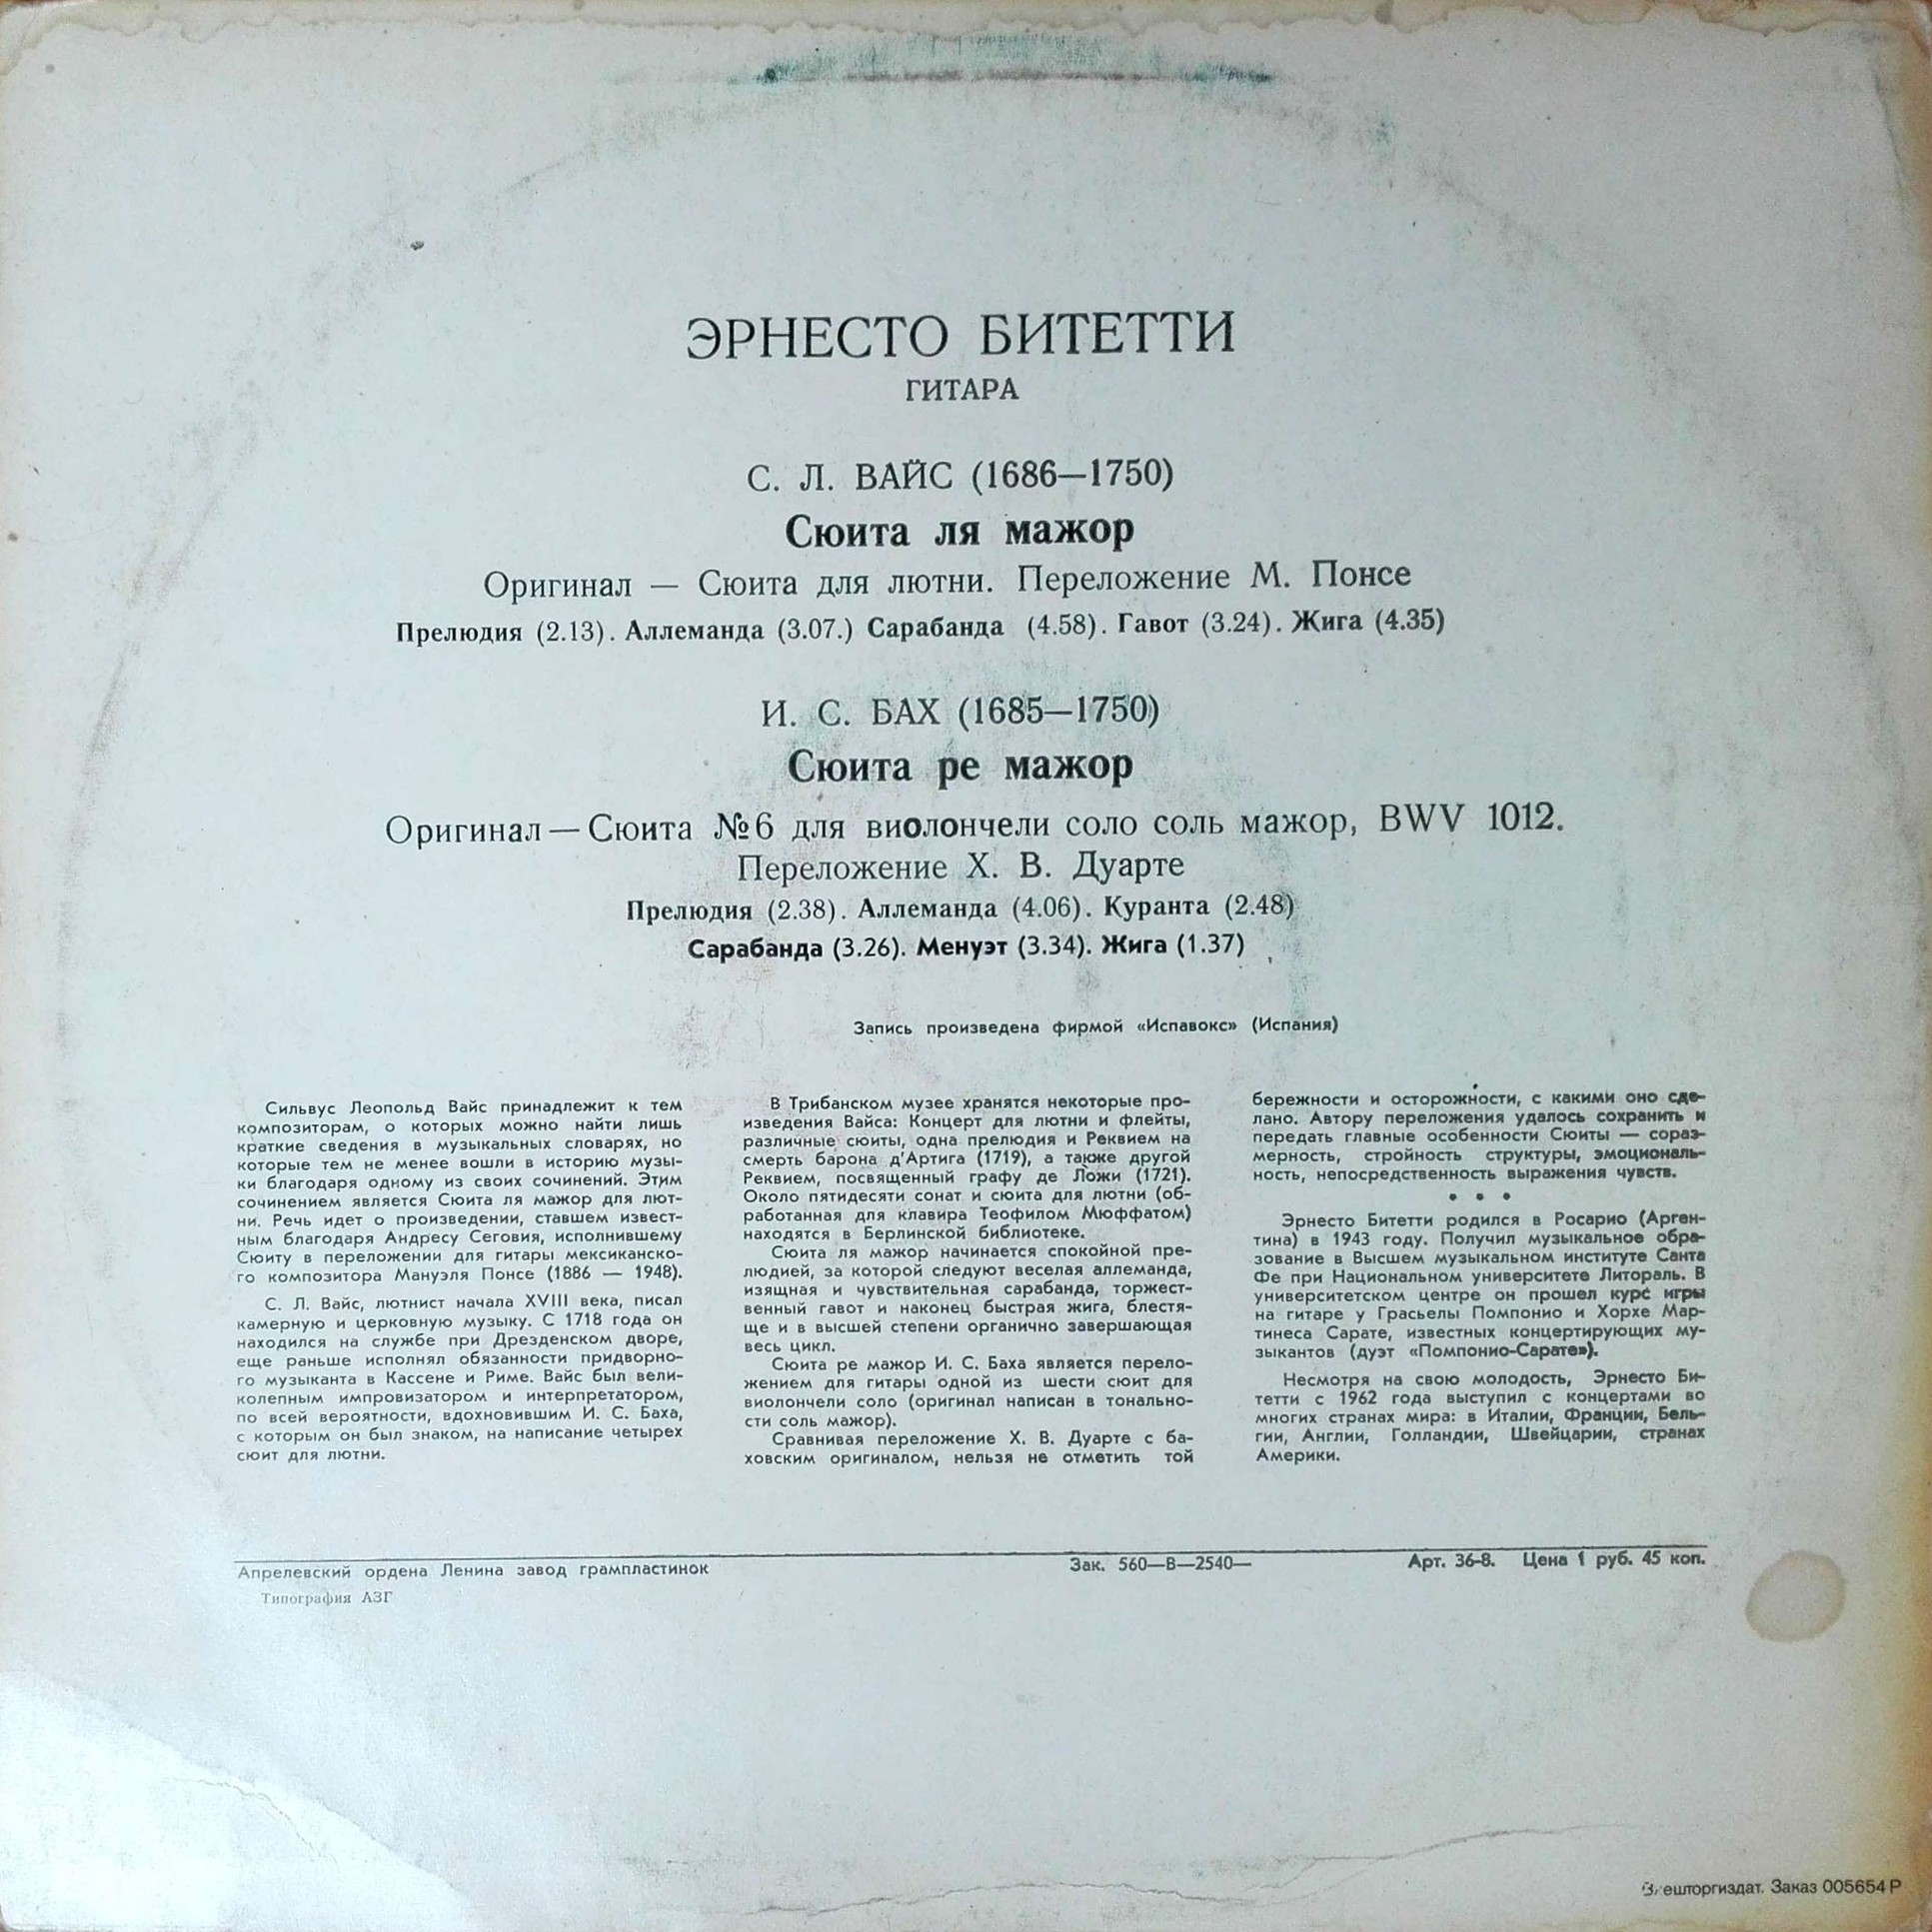 ЭРНЕСТО БИТЕТТИ
ГИТАРА
С. Л. ВАЙС (1686—1750)
Сюита ля мажор
Оригинал — Сюита для лютни. Переложение М. Понсе
Прелюдия (2.13). Аллеманда (3.07.) Сарабанда (4.58). Гавот (3.24). Жига (4.35)
И. С. БАХ (1685—1750)
Сюита ре мажор
Оригинал — Сюита №6 для виолончели соло соль мажор, BWV 1012.
Переложение Х. В. Дуарте
Прелюдия (2.38). Аллеманда (4.06). Куранта (2.48)
Сарабанда (3.26). Менуэт (3.34). Жига (1.37)
Запись произведена фирмой «Испавокс» (Испания)
Сильвус Леопольд Вайс принадлежит к тем
композиторам, о которых можно найти лишь
краткие сведения в музыкальных словарях, но
которые тем не менее вошли в историю музы-
ки благодаря одному из своих сочинений. Этим
сочинением является Сюита ля мажор для лют-
ни. Речь идет о произведении, ставшем извест-
ным благодаря Андресу Сеговия, исполнившему
Сюиту в переложении для гитары мексиканско-
го композитора Мануэля Понсе (1886 — 1948).
С. Л. Вайс, лютнист начала XVIII века, писал
камерную и церковную музыку. С 1718 года он
находился на службе при Дрезденском дворе,
еще раньше исполнял обязанности придворно-
го музыканта в Кассене и Риме. Вайс был вели-
колепным импровизатором и интерпретатором,
по всей вероятности, вдохновившим И. С. Баха,
с которым он был знаком, на написание четырех
сюит для лютни.
В Трибанском музее хранятся некоторые про-
изведения Вайса: Концерт для лютни и флейты,
различные сюиты, одна прелюдия и Реквием на
смерть барона д'Артига (1719), а также другой
Реквием, посвященный графу де Ложи (1721).
Около пятидесяти сонат и сюита для лютни (об-
работанная для клавира Теофилом Мюффатом)
находятся в Берлинской библиотеке.
Сюита ля мажор начинается спокойной пре-
людией, за которой следуют веселая аллеманда,
изящная и чувствительная сарабанда, торжест-
венный гавот и наконец быстрая жига, блестя-
ще и в высшей степени органично завершающая
весь цикл.
Сюита ре мажор И. С. Баха является перело-
жением для гитары одной из шести сюит для
виолончели соло (оригинал написан в тонально-
сти соль мажор).
Сравнивая переложение Х. В. Дуарте с ба-
ховским оригиналом, нельзя не отметить той
бережности и осторожности, с какими оно сде-
лано. Автору переложения удалось сохранить и
передать главные особенности Сюиты — сораз-
мерность, стройность структуры, эмоциональ-
ность, непосредственность выражения чувств.
• • •
Эрнесто Битетти родился в Росарио (Арген-
тина) в 1943 году. Получил музыкальное обра-
зование в Высшем музыкальном институте Санта
Фе при Национальном университете Литораль. В
университетском центре он прошел курс игры
на гитаре у Грасьелы Помпонио и Хорхе Мар-
тинеса Сарате, известных концертирующих му-
зыкантов (дуэт «Помпонио-Сарате»).
Несмотря на свою молодость, Эрнесто Би-
тетти с 1962 года выступил с концертами во
многих странах мира: в Италии, Франции, Бель-
гии, Англии, Голландии, Швейцарии, странах
Америки.
Апрелевский ордена Ленина завод грампластинок Зак. 560—В—2540— Арт. 36-8. Цена 1 руб. 45 коп.
Типография АЗГ
Внешторгиздат. Заказ 005654 Р